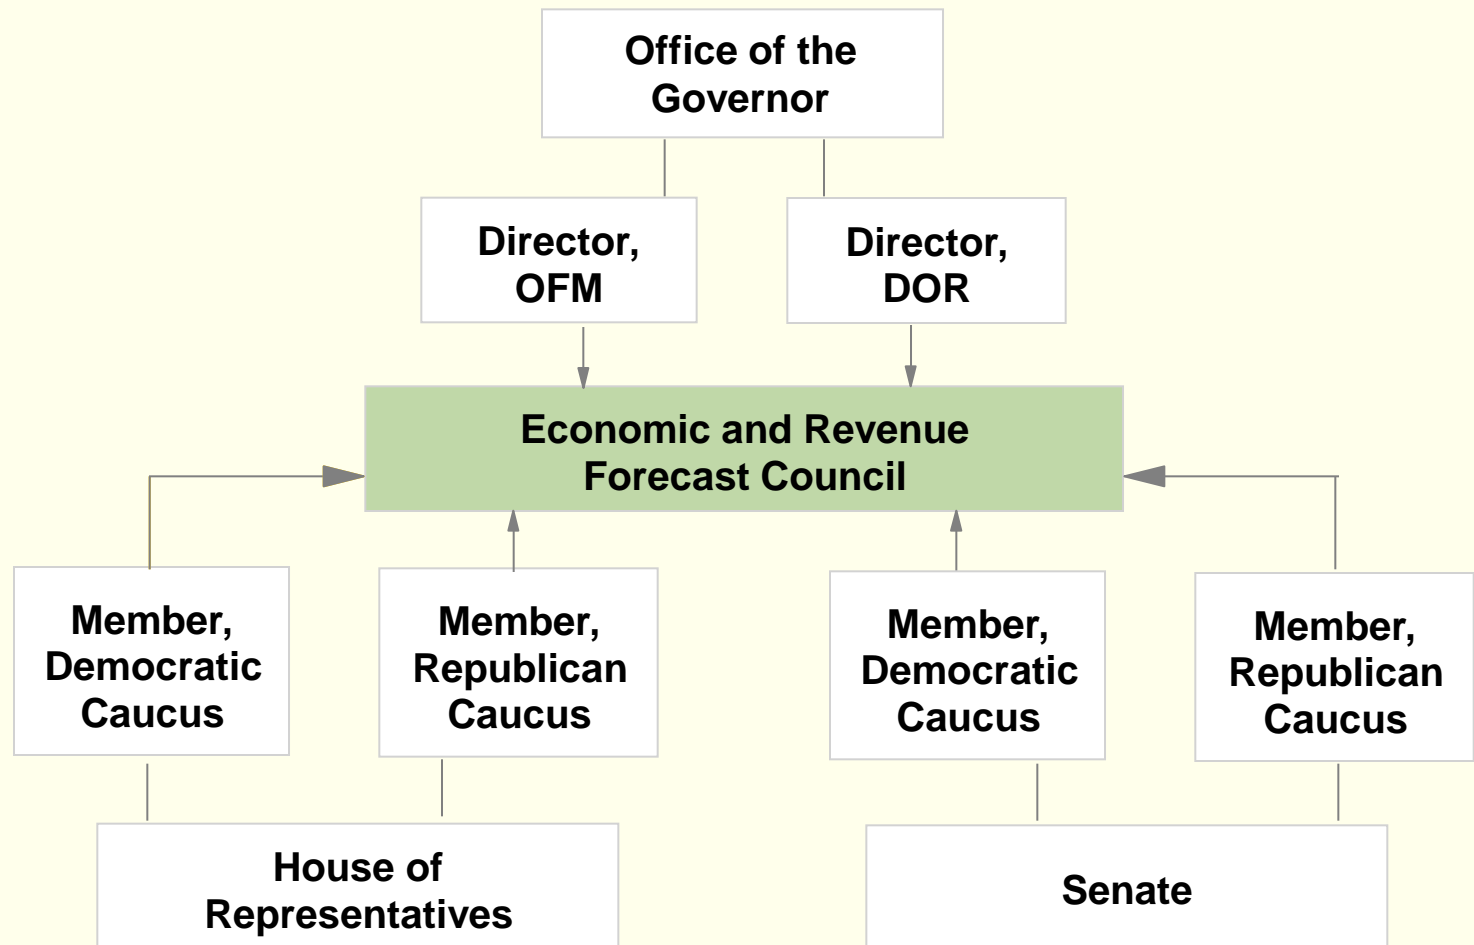 Office of the
Governor
Director,
OFM
Director,
DOR
Economic and Revenue
Forecast Council
Member,
Democratic
Caucus
Member,
Republican
Caucus
Member,
Democratic
Caucus
Member,
Republican
Caucus
House of
Representatives
Senate